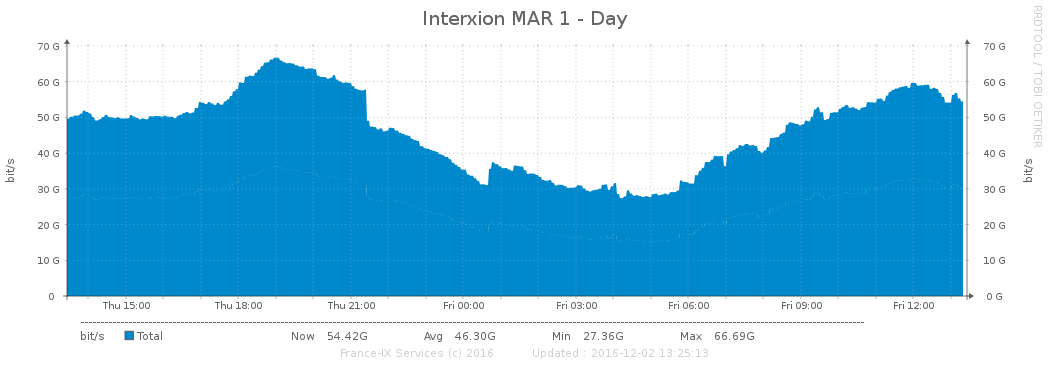 Interxion MAR 1 - Day
RRDTOOL / TOBI OETIKER
70 G 70 G
60 G 60 G
50 G 50 G
40 G 40 G
30 G 30 G
20 G 20 G
10 G 10 G
0 0 G
bit/s bit/s
Thu 15:00 Thu 18:00 Thu 21:00 Fri 00:00 Fri 03:00 Fri 06:00 Fri 09:00 Fri 12:00
bit/s Total Now 54.42G Avg 46.30G Min 27.36G Max 66.69G
France-IX Services (c) 2016 Updated : 2016-12-02 13:25:13